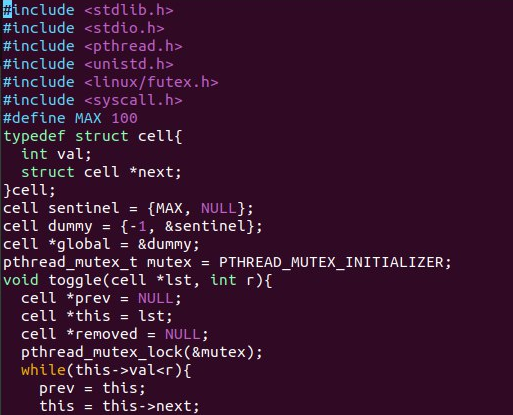 #include <stdlib.h>
#include <stdio.h>
#include <pthread.h>
#include <unistd.h>
#include <linux/futex.h>
#include <syscall.h>
#define MAX 100
typedef struct cell{
  int val;
  struct cell *next;
}cell;
cell sentinel = {MAX, NULL};
cell dummy = {-1, &sentinel};
cell *global = &dummy;
pthread_mutex_t mutex = PTHREAD_MUTEX_INITIALIZER;
void toggle(cell *lst, int r){
  cell *prev = NULL;
  cell *this = lst;
  cell *removed = NULL;
  pthread_mutex_lock(&mutex);
  while(this->val<r){
    prev = this;
    this = this->next;